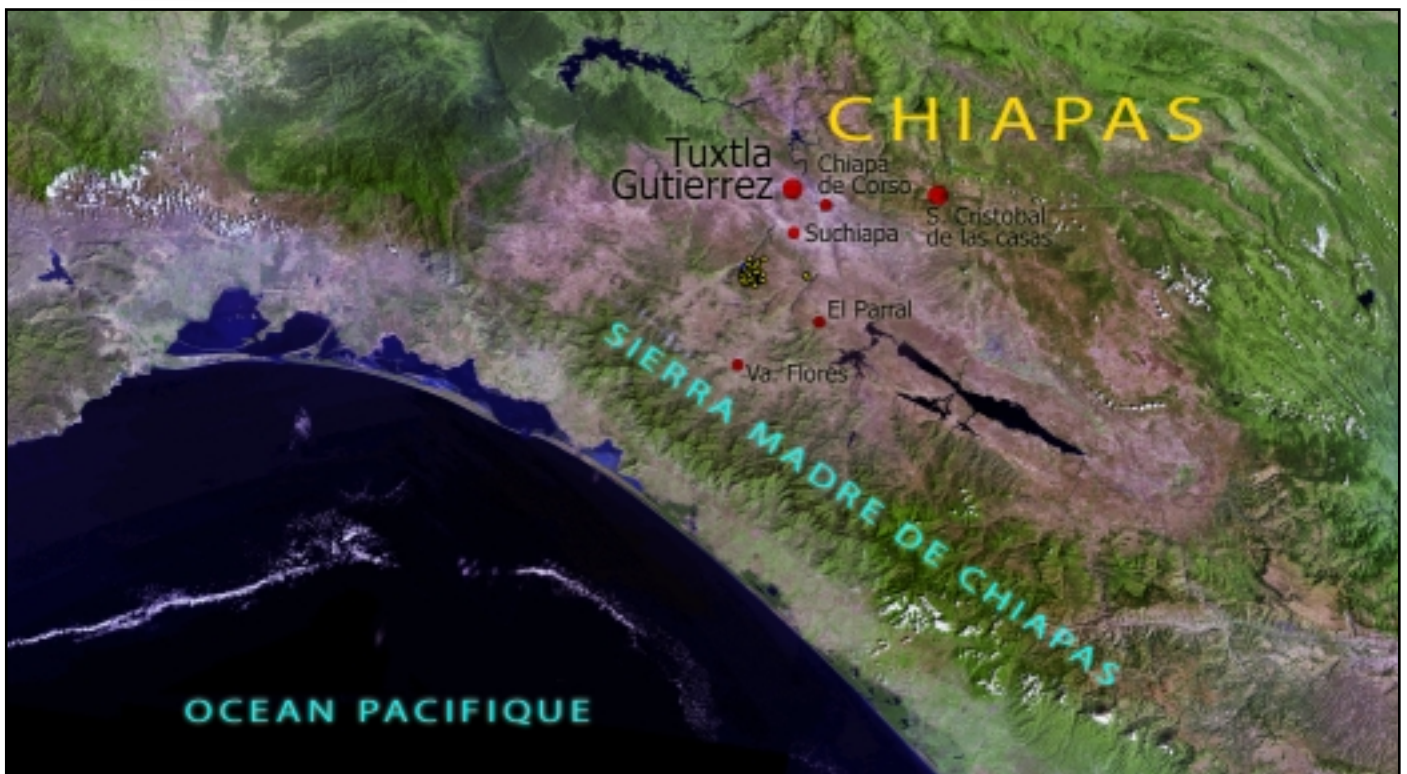 CHIAPAS
Tuxtla
Gutierrez
Chiapa
de Corso
S. Cristobal
de las casas
Suchiapa
El Parral
Va. Flores
SIERRA MADRE DE CHIAPAS
OCEAN PACIFIQUE